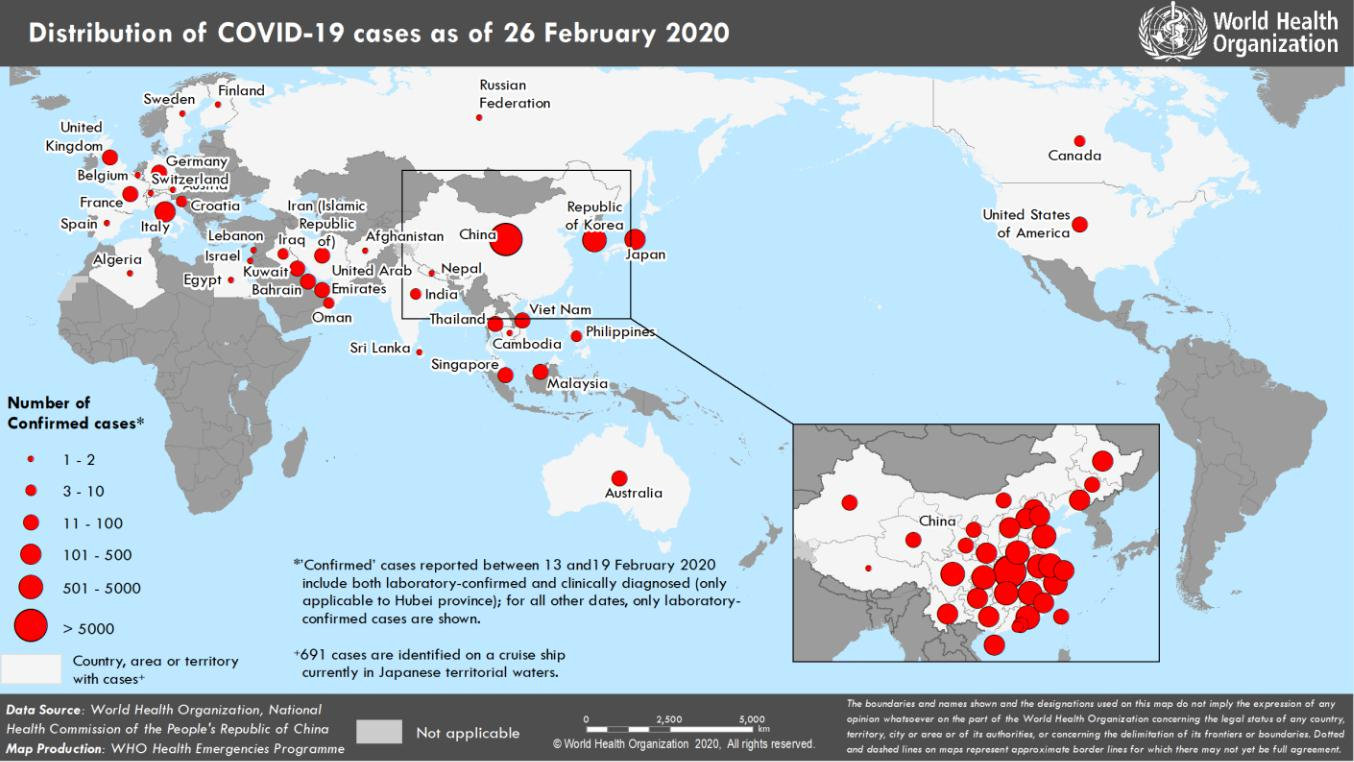 Distribution of COVID-19 cases as of 26 February 2020
World Health
Organization
Russian
Federation
Finland
Sweden
United
Kingdom
Germany
Belgium
Switzerland
Austria
France
Croatia
Spain
Italy
Iran (Islamic
Republic
of)
Lebanon
Iraq
Afghanistan
Israel
Algeria
Kuwait
Egypt
Bahrain
United Arab
Emirates
Oman
China
Republic
of Korea
Japan
Nepal
India
Thailand
Viet Nam
Cambodia
Philippines
Sri Lanka
Singapore
Malaysia
Australia
Canada
United States
of America
China
Number of
Confirmed cases*
1 - 2
3 - 10
11 - 100
101 - 500
501 - 5000
> 5000
Country, area or territory
with cases+
*'Confirmed' cases reported between 13 and19 February 2020
include both laboratory-confirmed and clinically diagnosed (only
applicable to Hubei province); for all other dates, only laboratory-
confirmed cases are shown.
+691 cases are identified on a cruise ship
currently in Japanese territorial waters.
Data Source: World Health Organization, National
Health Commission of the People's Republic of China
Map Production: WHO Health Emergencies Programme
Not applicable
0 2,500 5,000
km
© World Health Organization 2020, All rights reserved.
The boundaries and names shown and the designations used on this map do not imply the expression of any
opinion whatsoever on the part of the World Health Organization concerning the legal status of any country,
territory, city or area or of its authorities, or concerning the delimitation of its frontiers or boundaries. Dotted
and dashed lines on maps represent approximate border lines for which there may not yet be full agreement.